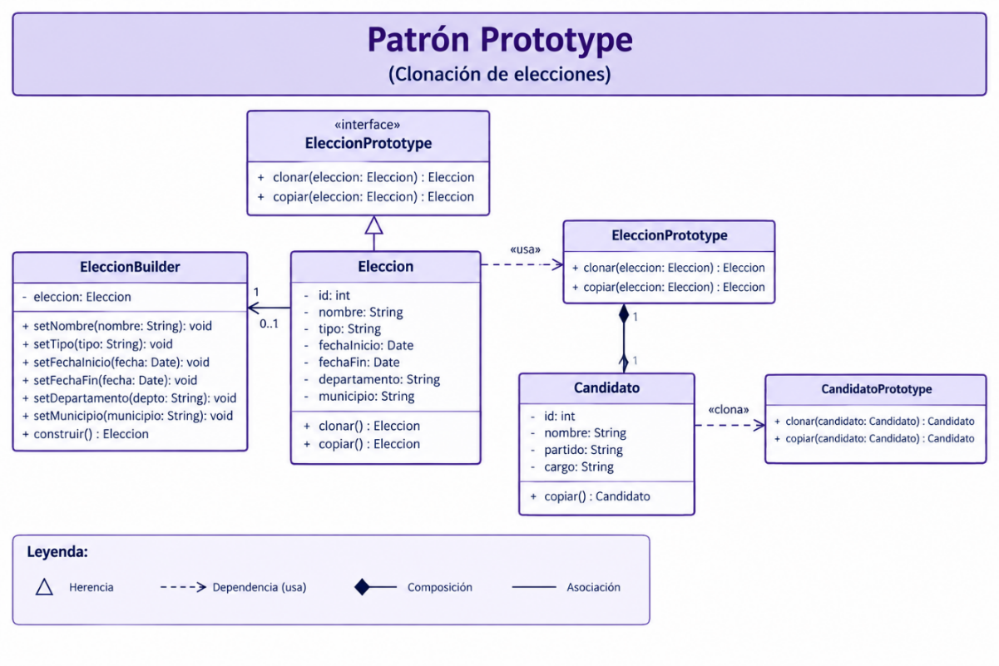 Patrón Prototype
(Clonación de elecciones)
«interface»
EleccionPrototype
+ clonar(eleccion: Eleccion) : Eleccion
+ copiar(eleccion: Eleccion) : Eleccion
EleccionBuilder
- eleccion: Eleccion
+ setNombre(nombre: String): void
+ setTipo(tipo: String): void
+ setFechaInicio(fecha: Date): void
+ setFechaFin(fecha: Date): void
+ setDepartamento(depto: String): void
+ setMunicipio(municipio: String): void
+ construir() : Eleccion
1
0..1
Eleccion
- id: int
- nombre: String
- tipo: String
- fechaInicio: Date
- fechaFin: Date
- departamento: String
- municipio: String
+ clonar() : Eleccion
+ copiar() : Eleccion
«usa»
EleccionPrototype
+ clonar(eleccion: Eleccion) : Eleccion
+ copiar(eleccion: Eleccion) : Eleccion
1
1
Candidato
- id: int
- nombre: String
- partido: String
- cargo: String
+ copiar() : Candidato
«clona»
CandidatoPrototype
+ clonar(candidato: Candidato) : Candidato
+ copiar(candidato: Candidato) : Candidato
Leyenda:
Herencia
Dependencia (usa)
Composición
Asociación